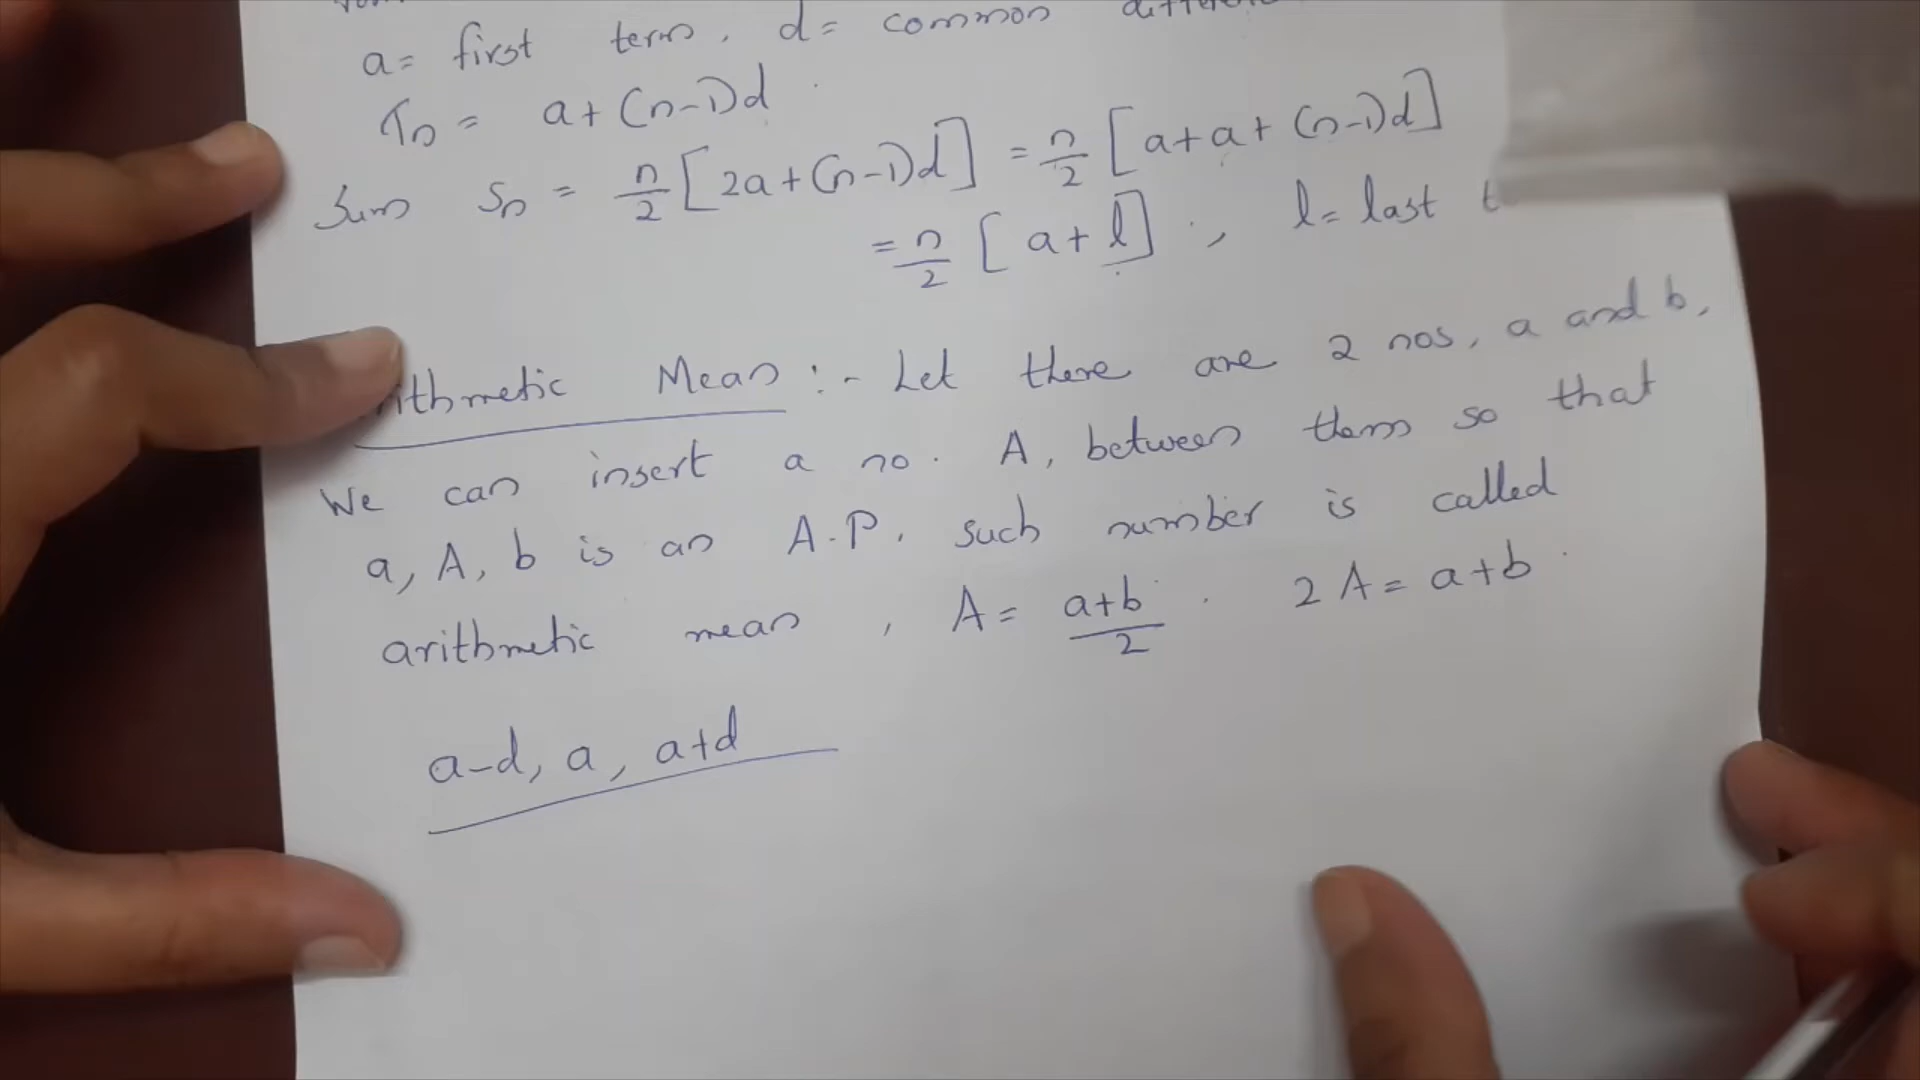 a = first term, d = common
Tn = a + (n-1)d
Sum Sn = n/2 [2a + (n-1)d] = n/2 [a + a + (n-1)d]
= n/2 [a + l] ; l = last t
ithmetic Mean :- Let there are 2 nos, a and b,
We can insert a no. A, between them so that
a, A, b is an A.P. such number is called
arithmetic mean , A = a+b/2 . 2A = a+b .
a-d, a, a+d